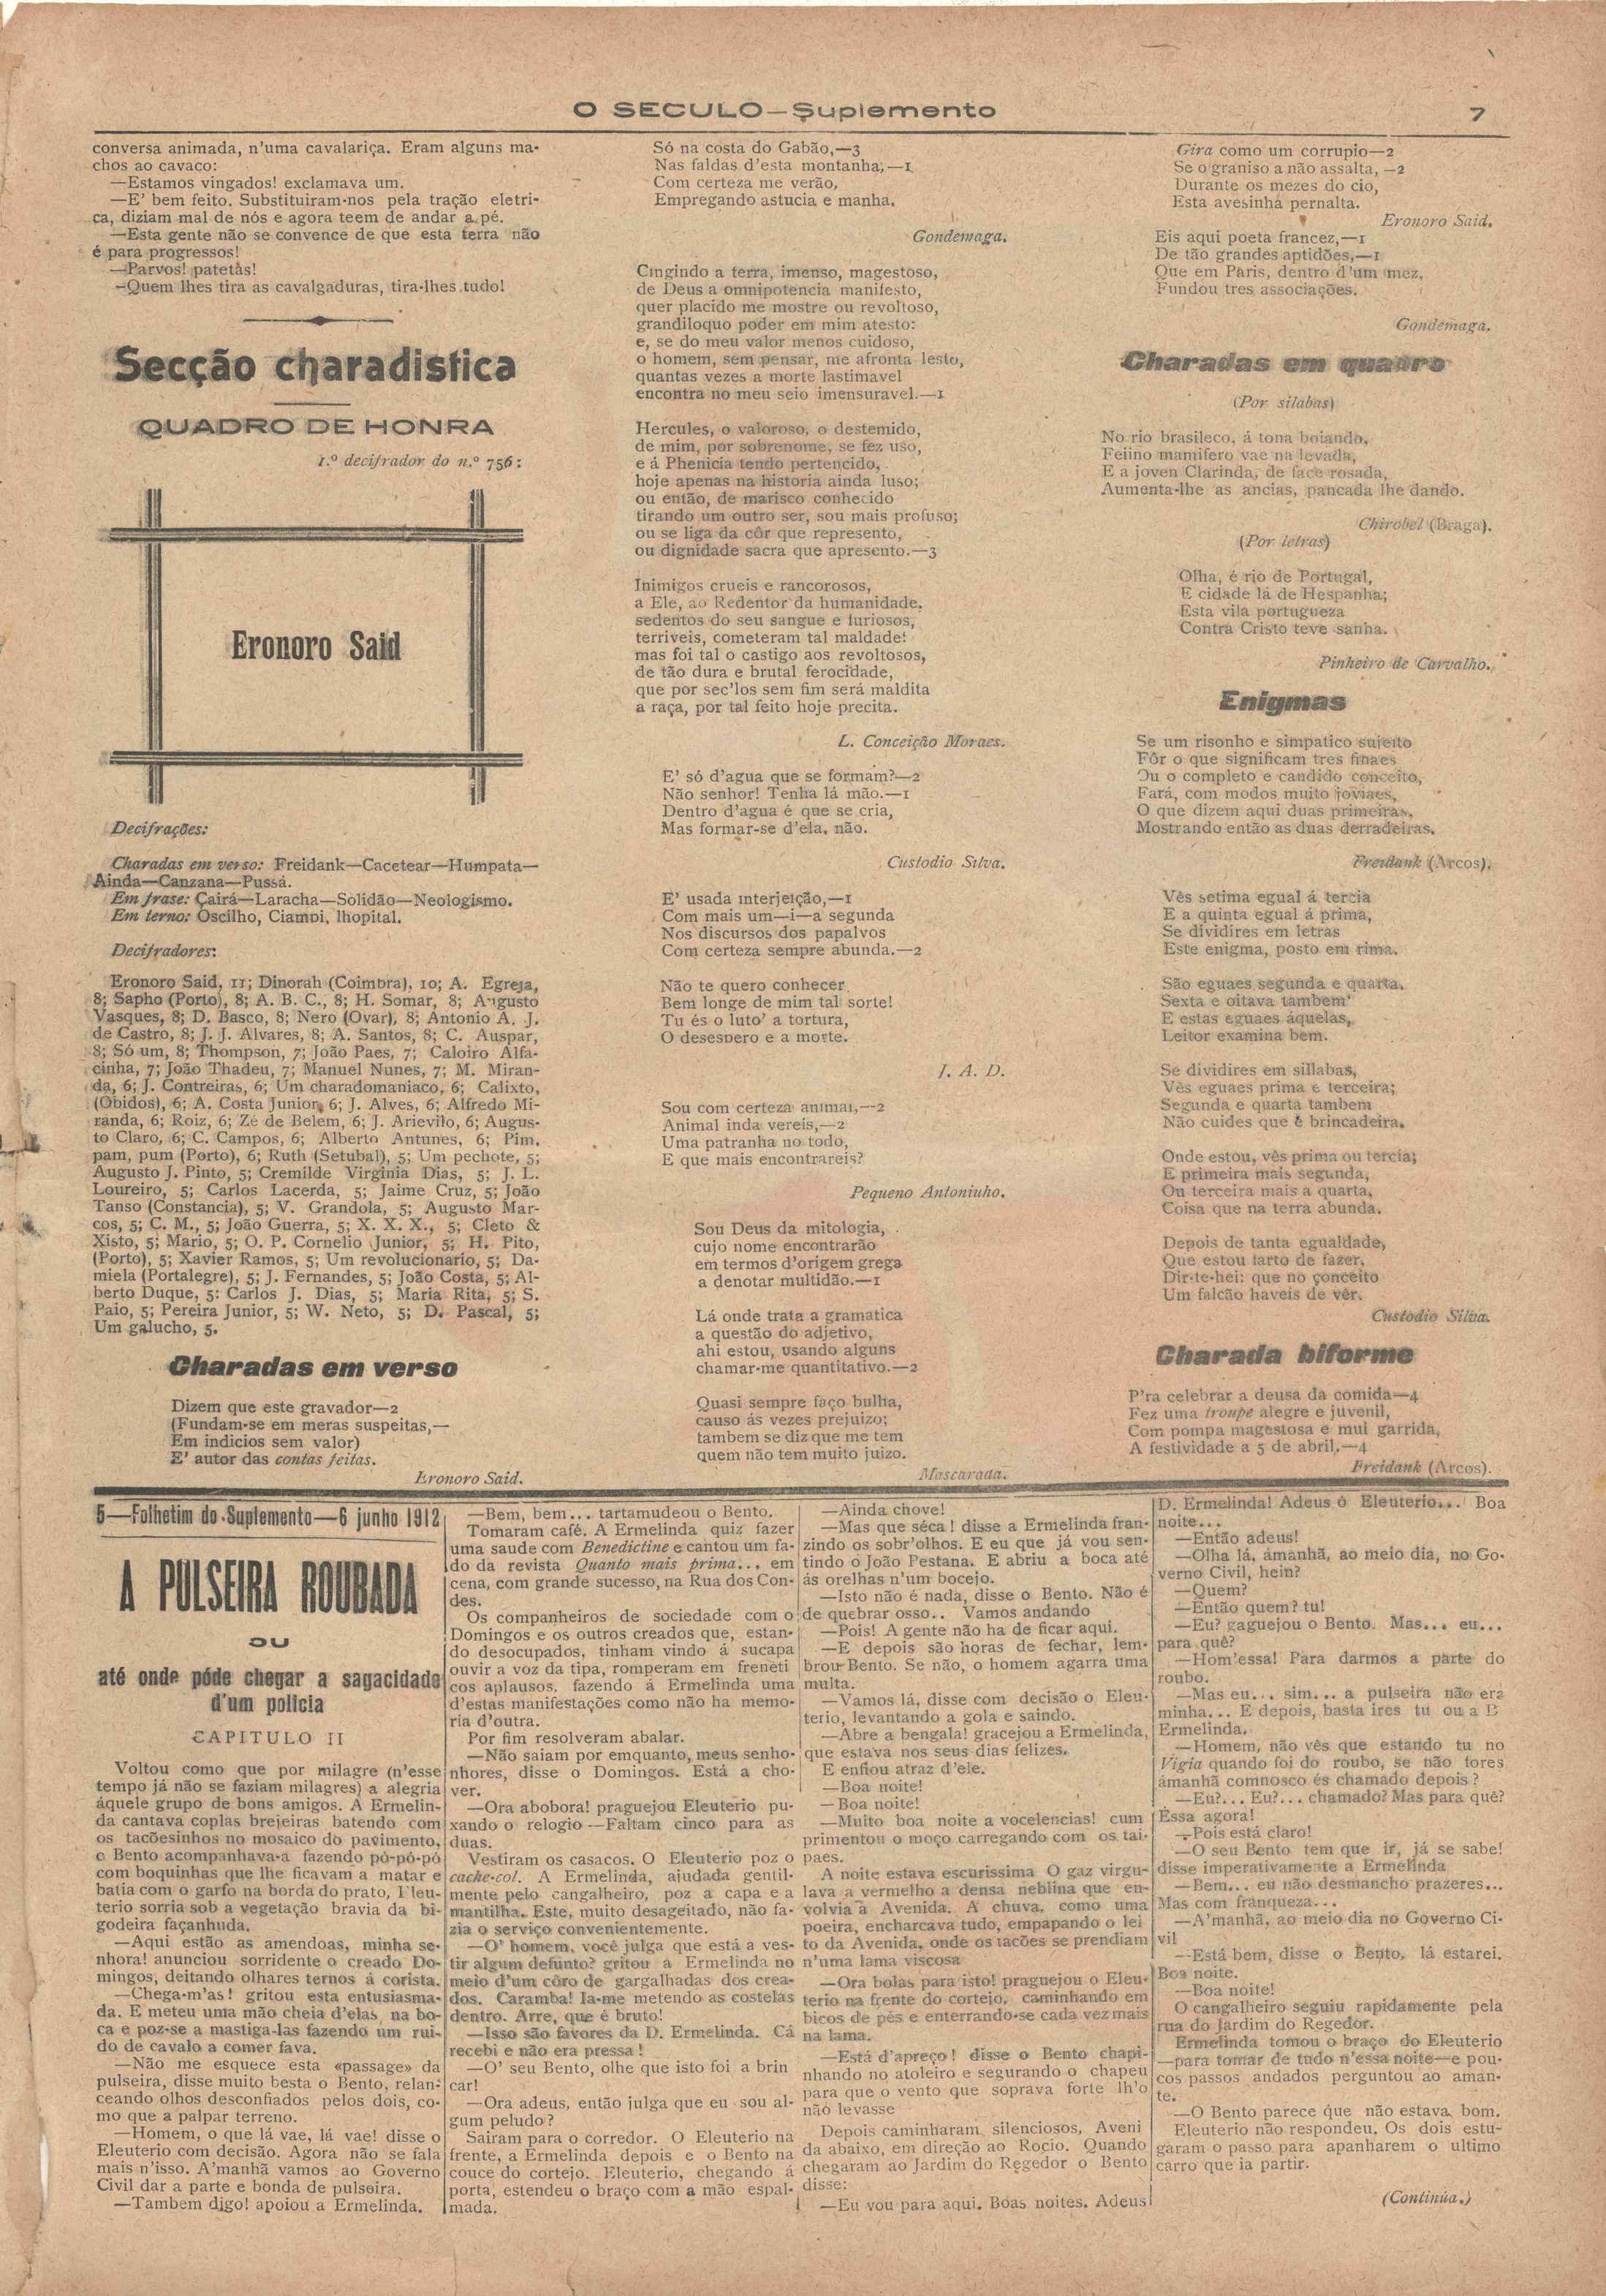 O SECULO—Suplemento
7
conversa animada, n'uma cavalariça. Eram alguns ma-
chos ao cavaco:
—Estamos vingados! exclamava um.
—E' bem feito. Substituiram-nos pela tração eletri-
ca, diziam mal de nós e agora teem de andar a pé.
—Esta gente não se convence de que esta terra não
é para progressos!
—Parvos! patetas!
—Quem lhes tira as cavalgaduras, tira-lhes tudo!
Secção charadistica
QUADRO DE HONRA
1.º decifrador do n.º 756:
Eronoro Said
Decifrações:
Charadas em verso: Freidank—Cacetear—Humpata—
Ainda—Canzana—Pussá.
Em frase: Çairá—Laracha—Solidão—Neologismo.
Em terno: Oscilho, Ciampi, lhopital.
Decifradores:
Eronoro Said, 11; Dinorah (Coimbra), 10; A. Egreja,
8; Sapho (Porto), 8; A. B. C., 8; H. Somar, 8; Augusto
Vasques, 8; D. Basco, 8; Nero (Ovar), 8; Antonio A. J.
de Castro, 8; J. J. Alvares, 8; A. Santos, 8; C. Auspar,
8; Só um, 8; Thompson, 7; João Paes, 7; Caloiro Alfa-
cinha, 7; João Thadeu, 7; Manuel Nunes, 7; M. Miran-
da, 6; J. Contreiras, 6; Um charadomaniaco, 6; Calixto,
(Obidos), 6; A. Costa Junior, 6; J. Alves, 6; Alfredo Mi-
randa, 6; Roiz, 6; Zé de Belem, 6; J. Arievilo, 6; Augus-
to Claro, 6; C. Campos, 6; Alberto Antunes, 6; Pim,
pam, pum (Porto), 6; Ruth (Setubal), 5; Um pechote, 5;
Augusto J. Pinto, 5; Cremilde Virginia Dias, 5; J. L.
Loureiro, 5; Carlos Lacerda, 5; Jaime Cruz, 5; João
Tanso (Constancia), 5; V. Grandola, 5; Augusto Mar-
cos, 5; C. M., 5; João Guerra, 5; X. X. X., 5; Cleto &
Xisto, 5; Mario, 5; O. P. Cornelio Junior, 5; H. Pito,
(Porto), 5; Xavier Ramos, 5; Um revolucionario, 5; Da-
miela (Portalegre), 5; J. Fernandes, 5; João Costa, 5; Al-
berto Duque, 5: Carlos J. Dias, 5; Maria Rita, 5; S.
Paio, 5; Pereira Junior, 5; W. Neto, 5; D. Pascal, 5;
Um galucho, 5.
Charadas em verso
Dizem que este gravador—2
(Fundam-se em meras suspeitas,—
Em indicios sem valor)
E' autor das contas feitas.
Eronoro Said.
Só na costa do Gabão,—3
Nas faldas d'esta montanha,—1
Com certeza me verão,
Empregando astucia e manha.
Gondemaga.
Cingindo a terra, imenso, magestoso,
de Deus a omnipotencia manifesto,
quer placido me mostre ou revoltoso,
grandiloquo poder em mim atesto:
e, se do meu valor menos cuidoso,
o homem, sem pensar, me afronta lesto,
quantas vezes a morte lastimavel
encontra no meu seio imensuravel.—1
Hercules, o valoroso, o destemido,
de mim, por sobrenome, se fez uso,
e á Phenicia tendo pertencido,
hoje apenas na historia ainda luso;
ou então, de marisco conhecido
tirando um outro ser, sou mais profuso;
ou se liga da côr que represento,
ou dignidade sacra que apresento.—3
Inimigos crueis e rancorosos,
a Ele, ao Redentor da humanidade,
sedentos do seu sangue e furiosos,
terriveis, cometeram tal maldade!
mas foi tal o castigo aos revoltosos,
de tão dura e brutal ferocidade,
que por sec'los sem fim será maldita
a raça, por tal feito hoje precita.
L. Conceição Moraes.
E' só d'agua que se formam?—2
Não senhor! Tenha lá mão.—1
Dentro d'agua é que se cria,
Mas formar-se d'ela, não.
Custodio Silva.
E' usada interjeição,—1
Com mais um—i—a segunda
Nos discursos dos papalvos
Com certeza sempre abunda.—2
Não te quero conhecer
Bem longe de mim tal sorte!
Tu és o luto' a tortura,
O desespero e a morte.
J. A. D.
Sou com certeza animal,—2
Animal inda vereis,—2
Uma patranha no todo,
E que mais encontrareis?
Pequeno Antoninho.
Sou Deus da mitologia,
cujo nome encontrarão
em termos d'origem grega
a denotar multidão.—1
Lá onde trata a gramatica
a questão do adjetivo,
ahi estou, usando alguns
chamar-me quantitativo.—2
Quasi sempre faço bulha,
causo ás vezes prejuizo;
tambem se diz que me tem
quem não tem muito juizo.
Mascarada.
Gira como um corrupio—2
Se o graniso a não assalta,—2
Durante os mezes do cio,
Esta avesinha pernalta.
Eronoro Said.
Eis aqui poeta francez,—1
De tão grandes aptidões,—1
Que em Paris, dentro d'um mez,
Fundou tres associações.
Gondemaga.
Charadas em quadro
(Por silabas)
No rio brasileco, á tona boiando,
Feiino mamifero vae na levada,
E a joven Clarinda, de face rosada,
Aumenta-lhe as ancias, pancada lhe dando.
Chirobel (Braga).
(Por letras)
Olha, é rio de Portugal,
E cidade lá de Hespanha;
Esta vila portugueza
Contra Cristo teve sanha.
Pinheiro de Carvalho.
Enigmas
Se um risonho e simpatico sujeito
Fôr o que significam tres finaes
Ou o completo e candido conceito,
Fará, com modos muito joviaes,
O que dizem aqui duas primeiras,
Mostrando então as duas derradeiras.
Freidank (Arcos).
Vês setima egual á tercia
E a quinta egual á prima,
Se dividires em letras
Este enigma, posto em rima.
São eguaes segunda e quarta,
Sexta e oitava tambem'
E estas eguaes áquelas,
Leitor examina bem.
Se dividires em sillabas,
Vês eguaes prima e terceira;
Segunda e quarta tambem
Não cuides que é brincadeira.
Onde estou, vês prima ou tercia;
E primeira mais segunda,
Ou terceira mais a quarta,
Coisa que na terra abunda.
Depois de tanta egualdade,
Que estou farto de fazer,
Dir-te-hei: que no conceito
Um falcão haveis de vêr.
Custodio Silva.
Charada biforme
P'ra celebrar a deusa da comida—4
Fez uma troupe alegre e juvenil,
Com pompa magestosa e mui garrida,
A festividade a 5 de abril.—4
Freidank (Arcos).
5—Folhetim do Suplemento—6 junho 1912
A PULSEIRA ROUBADA
OU
até onde póde chegar a sagacidade
d'um policia
CAPITULO II
Voltou como que por milagre (n'esse
tempo já não se faziam milagres) a alegria
áquele grupo de bons amigos. A Ermelin-
da cantava coplas brejeiras batendo com
os tacõesinhos no mosaico do pavimento,
o Bento acompanhava-a fazendo pó-pó-pó
com boquinhas que lhe ficavam a matar e
batia com o garfo na borda do prato, Eleu-
terio sorria sob a vegetação bravia da bi-
godeira façanhuda.
—Aqui estão as amendoas, minha se-
nhora! anunciou sorridente o creado Do-
mingos, deitando olhares ternos á corista.
—Chega-m'as! gritou esta entusiasma-
da. E meteu uma mão cheia d'elas na bo-
ca e poz-se a mastiga-las fazendo um rui-
do de cavalo a comer fava.
—Não me esquece esta «passage» da
pulseira, disse muito besta o Bento, relan-
ceando olhos desconfiados pelos dois, co-
mo que a palpar terreno.
—Homem, o que lá vae, lá vae! disse o
Eleuterio com decisão. Agora não se fala
mais n'isso. A'manhã vamos ao Governo
Civil dar a parte e bonda de pulseira.
—Tambem digo! apoiou a Ermelinda.
—Bem, bem... tartamudeou o Bento.
Tomaram café. A Ermelinda quiz fazer
uma saude com Benedictine e cantou um fa-
do da revista Quanto mais prima... em
cena, com grande sucesso, na Rua dos Con-
des.
Os companheiros de sociedade com o
Domingos e os outros creados que, estan-
do desocupados, tinham vindo á sucapa
ouvir a voz da tipa, romperam em freneti
cos aplausos, fazendo á Ermelinda uma
d'estas manifestações como não ha memo-
ria d'outra.
Por fim resolveram abalar.
—Não saiam por emquanto, meus senho-
nhores, disse o Domingos. Está a cho-
ver.
—Ora abobora! praguejou Eleuterio pu-
xando o relogio—Faltam cinco para as
duas.
Vestiram os casacos. O Eleuterio poz o
cache-col. A Ermelinda, ajudada gentil-
mente pelo cangalheiro, poz a capa e a
mantilha. Este, muito desageitado, não fa-
zia o serviço convenientemente.
—O' homem, você julga que está a ves-
tir algum defunto? gritou a Ermelinda no
meio d'um côro de gargalhadas dos crea-
dos. Caramba! Ia-me metendo as costelas
dentro. Arre, que é bruto!
—Isso são favores da D. Ermelinda. Cá
recebi e não era pressa!
—O' seu Bento, olhe que isto foi a brin
car!
—Ora adeus, então julga que eu sou al-
gum peludo?
Sairam para o corredor. O Eleuterio na
frente, a Ermelinda depois e o Bento na
couce do cortejo. Eleuterio, chegando á
porta, estendeu o braço com a mão espal-
mada.
—Ainda chove!
—Mas que séca! disse a Ermelinda fran-
zindo os sobr'olhos. E eu que já vou sen-
tindo o João Pestana. E abriu a boca até
ás orelhas n'um bocejo.
—Isto não é nada, disse o Bento. Não é
de quebrar osso.. Vamos andando
—Pois! A gente não ha de ficar aqui.
—E depois são horas de fechar, lem-
brou Bento. Se não, o homem agarra uma
multa.
—Vamos lá, disse com decisão o Eleu-
terio, levantando a gola e saindo.
—Abre a bengala! gracejou a Ermelinda,
que estava nos seus dias felizes.
E enfiou atraz d'ele.
—Boa noite!
—Boa noite!
—Muito boa noite a vocelencias! cum
primentou o moço carregando com os tai-
paes.
A noite estava escurissima O gaz virgu-
lava a vermelho a densa neblina que en-
volvia a Avenida. A chuva, como uma
poeira, encharcava tudo, empapando o lei
to da Avenida, onde os tacões se prendiam
n'uma lama viscosa
—Ora bolas para isto! praguejou o Eleu-
terio na frente do cortejo, caminhando em
bicos de pés e enterrando-se cada vez mais
na lama.
—Está d'apreço! disse o Bento chapi-
nhando no atoleiro e segurando o chapeu
para que o vento que soprava forte lh'o
não levasse
Depois caminharam silenciosos, Aveni
da abaixo, em direção ao Rocio. Quando
chegaram ao Jardim do Regedor o Bento
disse:
—Eu vou para aqui. Boas noites. Adeus
D. Ermelinda! Adeus ó Eleuterio... Boa
noite...
—Então adeus!
—Olha lá, ámanhã, ao meio dia, no Go-
verno Civil, hein?
—Quem?
—Então quem? tu!
—Eu? gaguejou o Bento. Mas... eu...
para quê?
—Hom'essa! Para darmos a parte do
roubo.
—Mas eu... sim... a pulseira não era
minha... E depois, basta ires tu ou a D
Ermelinda.
—Homem, não vês que estando tu no
Vigia quando foi do roubo, se não fores
ámanhã comnosco és chamado depois?
—Eu?... Eu?... chamado? Mas para quê?
Essa agora!
—Pois está claro!
—O seu Bento tem que ir, já se sabe!
disse imperativamente a Ermelinda
—Bem... eu não desmancho prazeres...
Mas com franqueza...
—A'manhã, ao meio dia no Governo Ci-
vil
—Está bem, disse o Bento, lá estarei.
Boa noite.
—Boa noite!
O cangalheiro seguiu rapidamente pela
rua do Jardim do Regedor.
Ermelinda tomou o braço do Eleuterio
—para tomar de tudo n'essa noite—e pou-
cos passos andados perguntou ao aman-
te.
—O Bento parece que não estava bom.
Eleuterio não respondeu. Os dois estu-
garam o passo para apanharem o ultimo
carro que ia partir.
(Continúa.)